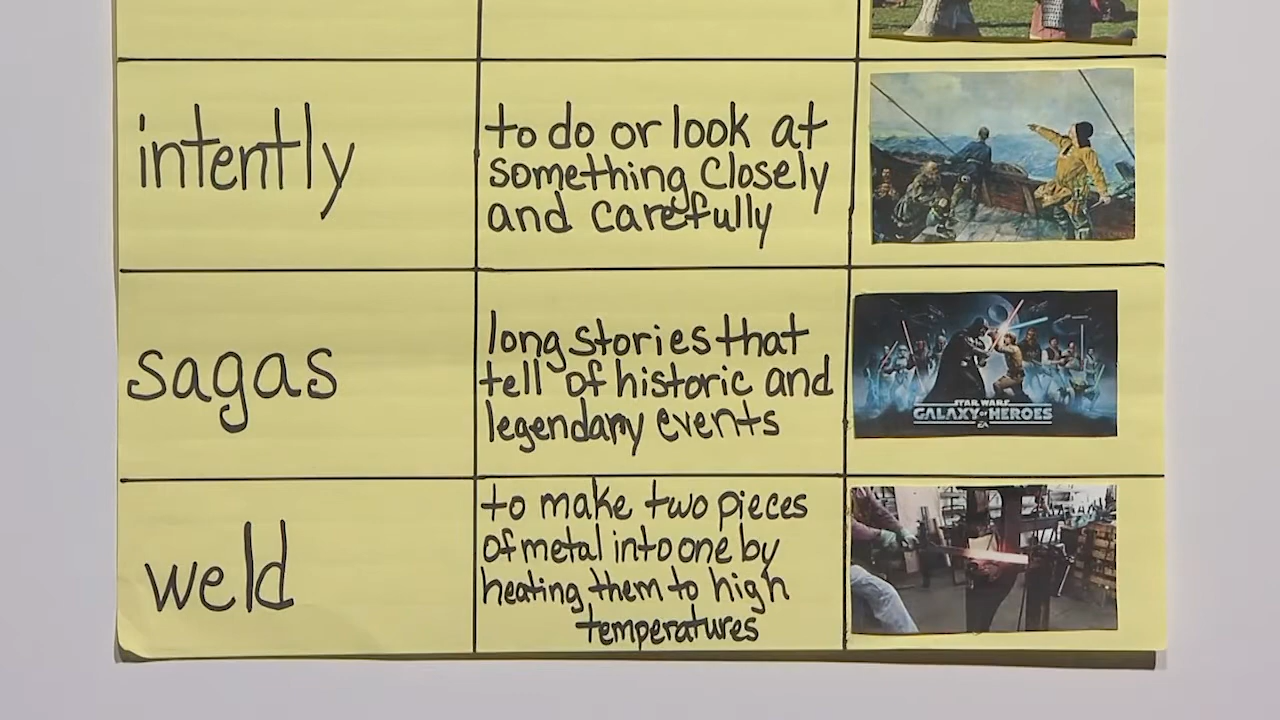 intently
to do or look at
something closely
and carefully
sagas
long stories that
tell of historic and
legendary events
STAR WARS
GALAXY OF HEROES
EA
weld
to make two pieces
of metal into one by
heating them to high
temperatures